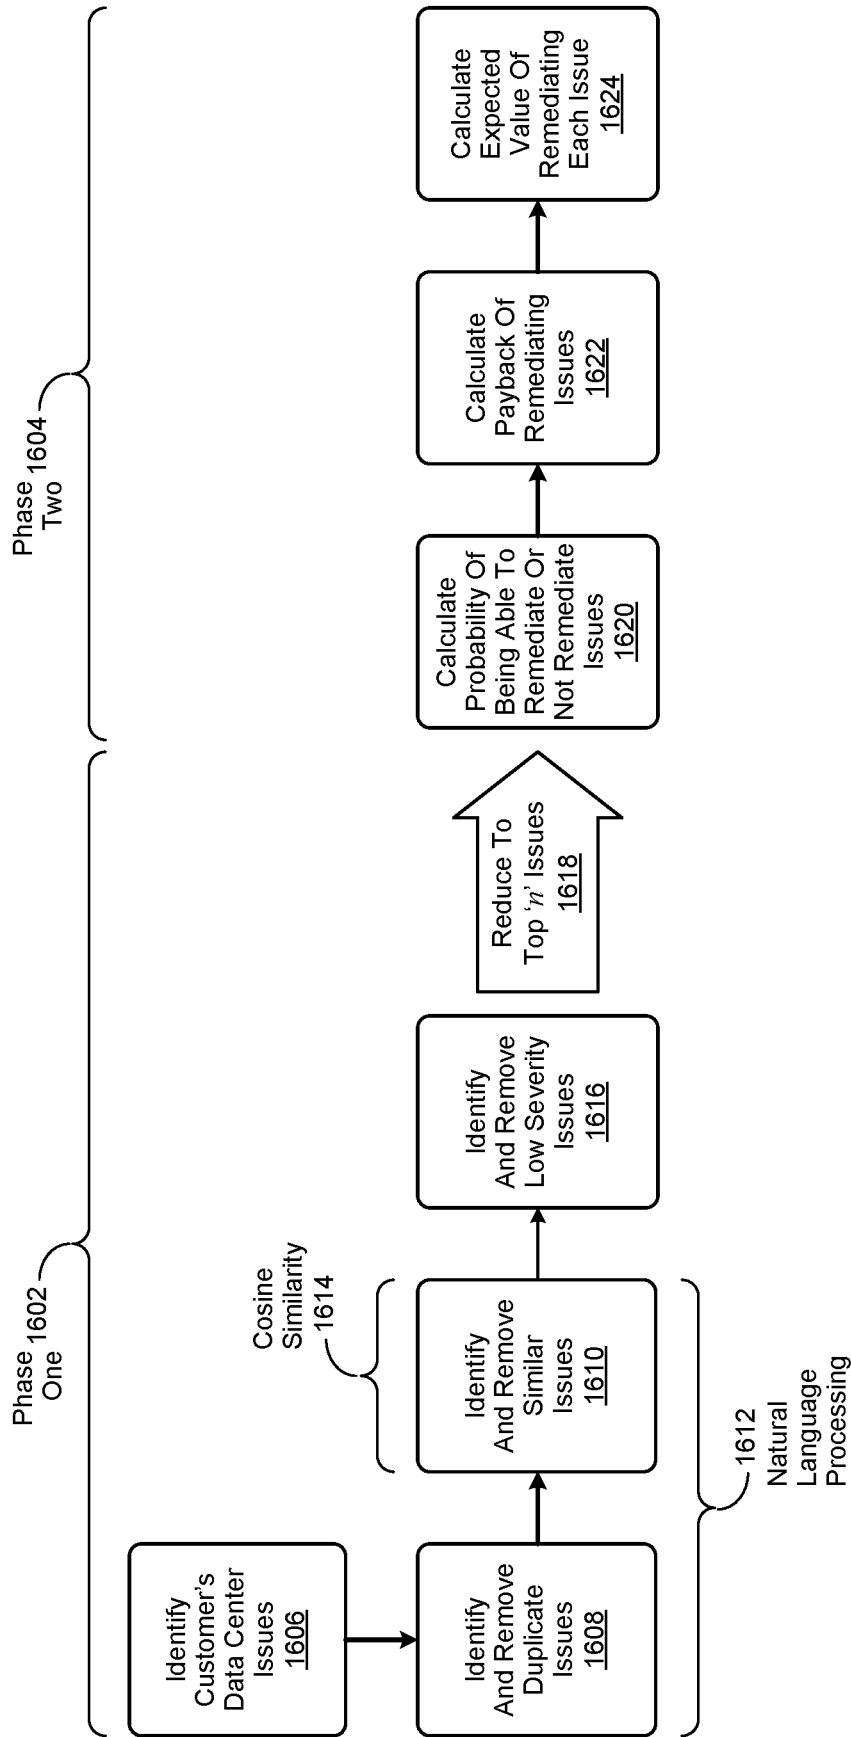 Phase
One
1602
Phase
Two
1604
Identify
Customer's
Data Center
Issues
1606
Cosine
Similarity
1614
Identify
And Remove
Duplicate
Issues
1608
Identify
And Remove
Similar
Issues
1610
Identify
And Remove
Low Severity
Issues
1616
Reduce To
Top ‘n’ Issues
1618
Calculate
Probability Of
Being Able To
Remediate Or
Not Remediate
Issues
1620
Calculate
Payback Of
Remediating
Issues
1622
Calculate
Expected
Value Of
Remediating
Each Issue
1624
1612
Natural
Language
Processing